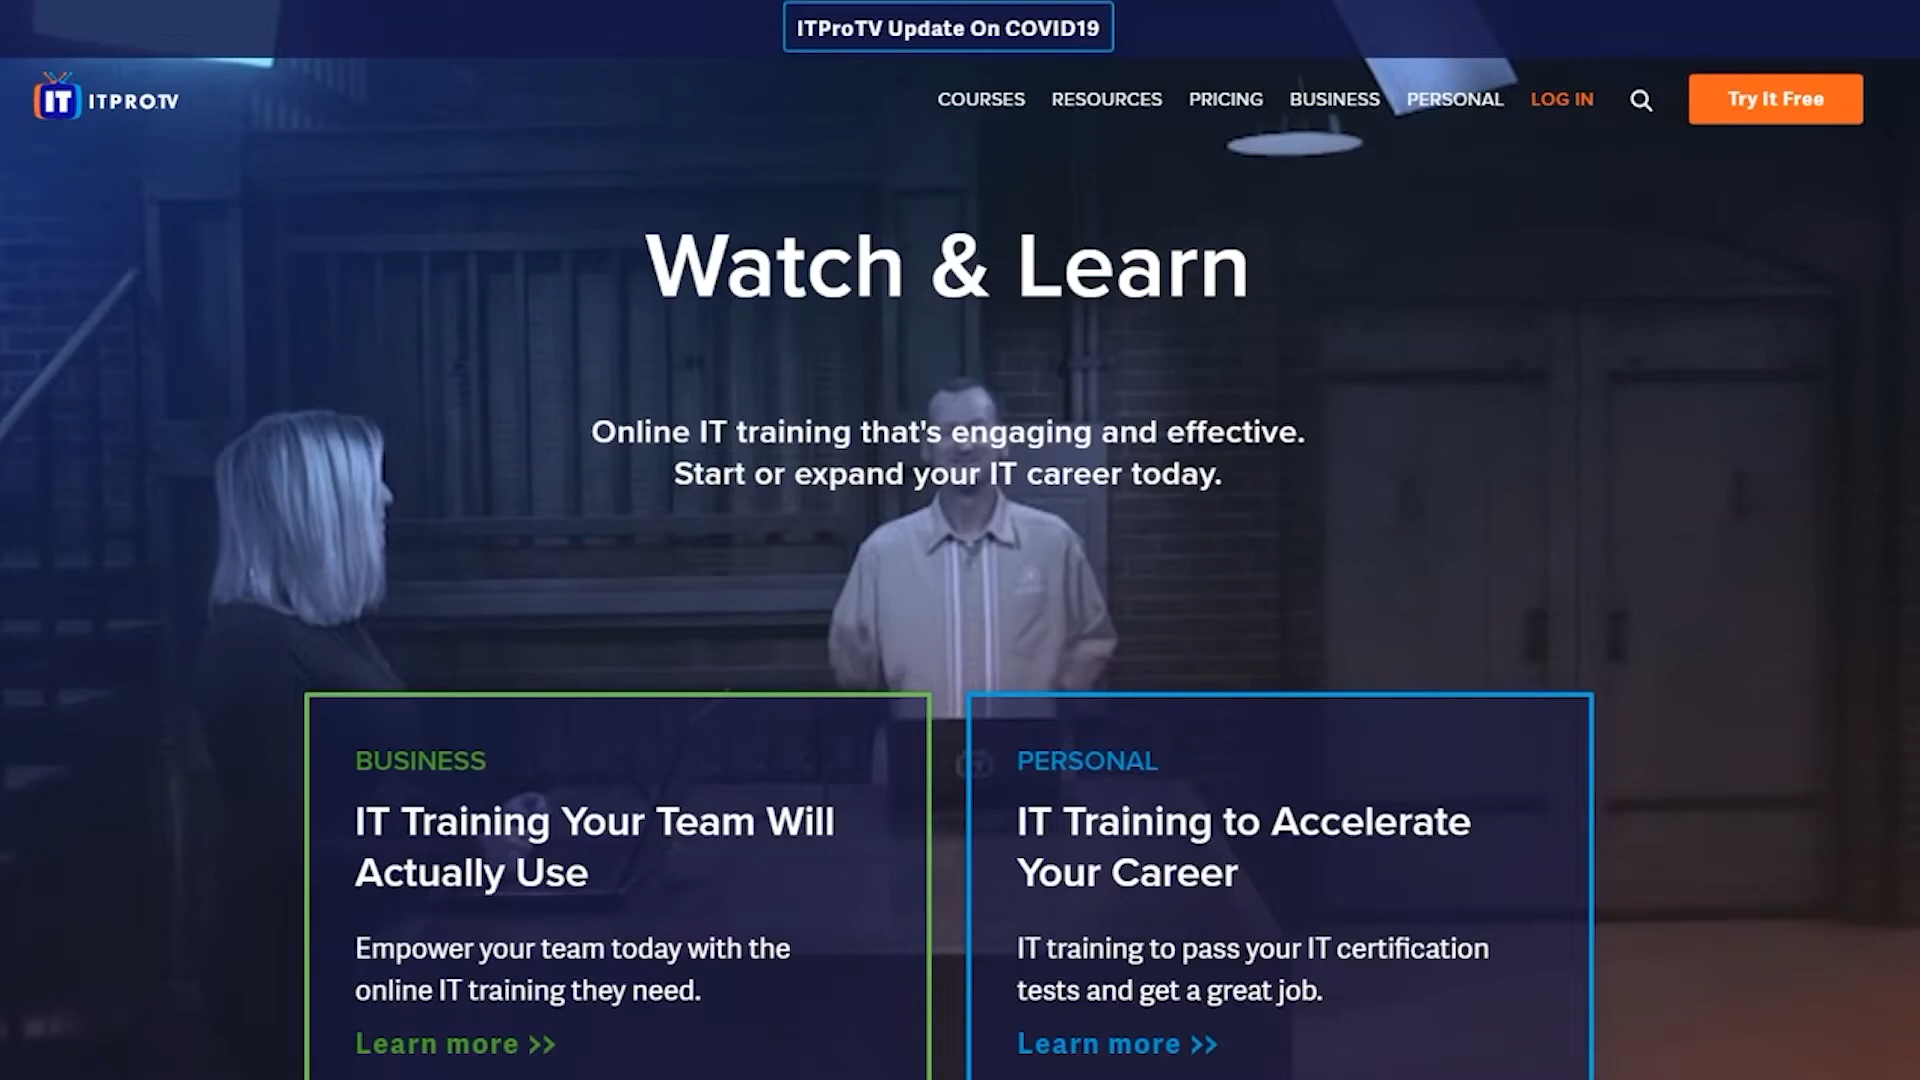 ITProTV Update On COVID19
IT ITPRO.TV
COURSES RESOURCES PRICING BUSINESS PERSONAL LOG IN Try It Free
Watch & Learn
Online IT training that's engaging and effective.
Start or expand your IT career today.
BUSINESS
IT Training Your Team Will
Actually Use
Empower your team today with the
online IT training they need.
Learn more >>
PERSONAL
IT Training to Accelerate
Your Career
IT training to pass your IT certification
tests and get a great job.
Learn more >>